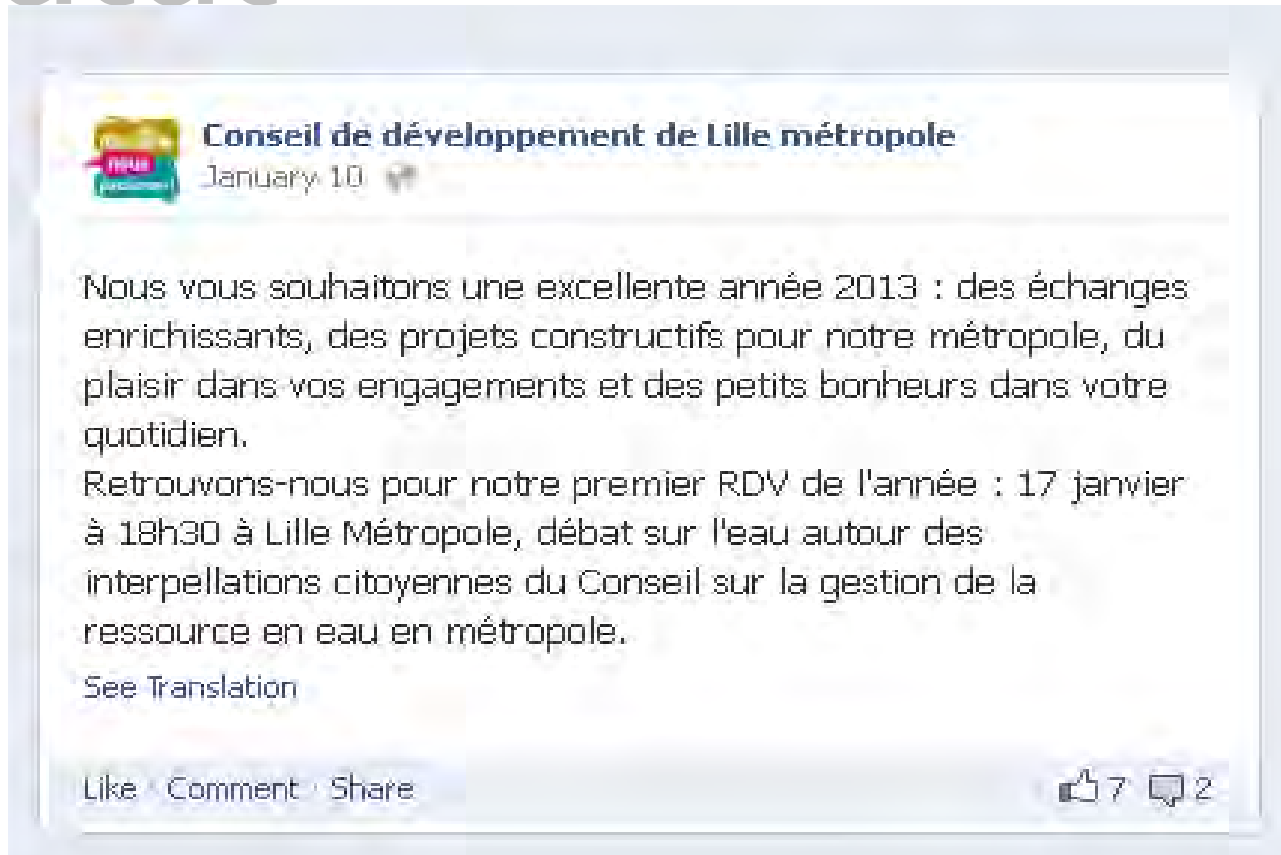 Conseil de développement de Lille métropole
January 10
nous
Nous vous souhaitons une excellente année 2013 : des échanges
enrichissants, des projets constructifs pour notre métropole, du
plaisir dans vos engagements et des petits bonheurs dans votre
quotidien.
Retrouvons-nous pour notre premier RDV de l'année : 17 janvier
à 18h30 à Lille Métropole, débat sur l'eau autour des
interpellations citoyennes du Conseil sur la gestion de la
ressource en eau en métropole.
See Translation
Like · Comment · Share 7 2